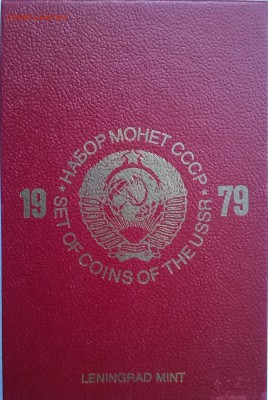 ★ НАБОР МОНЕТ СССР ★
19 79
SET OF COINS OF THE USSR
LENINGRAD MINT